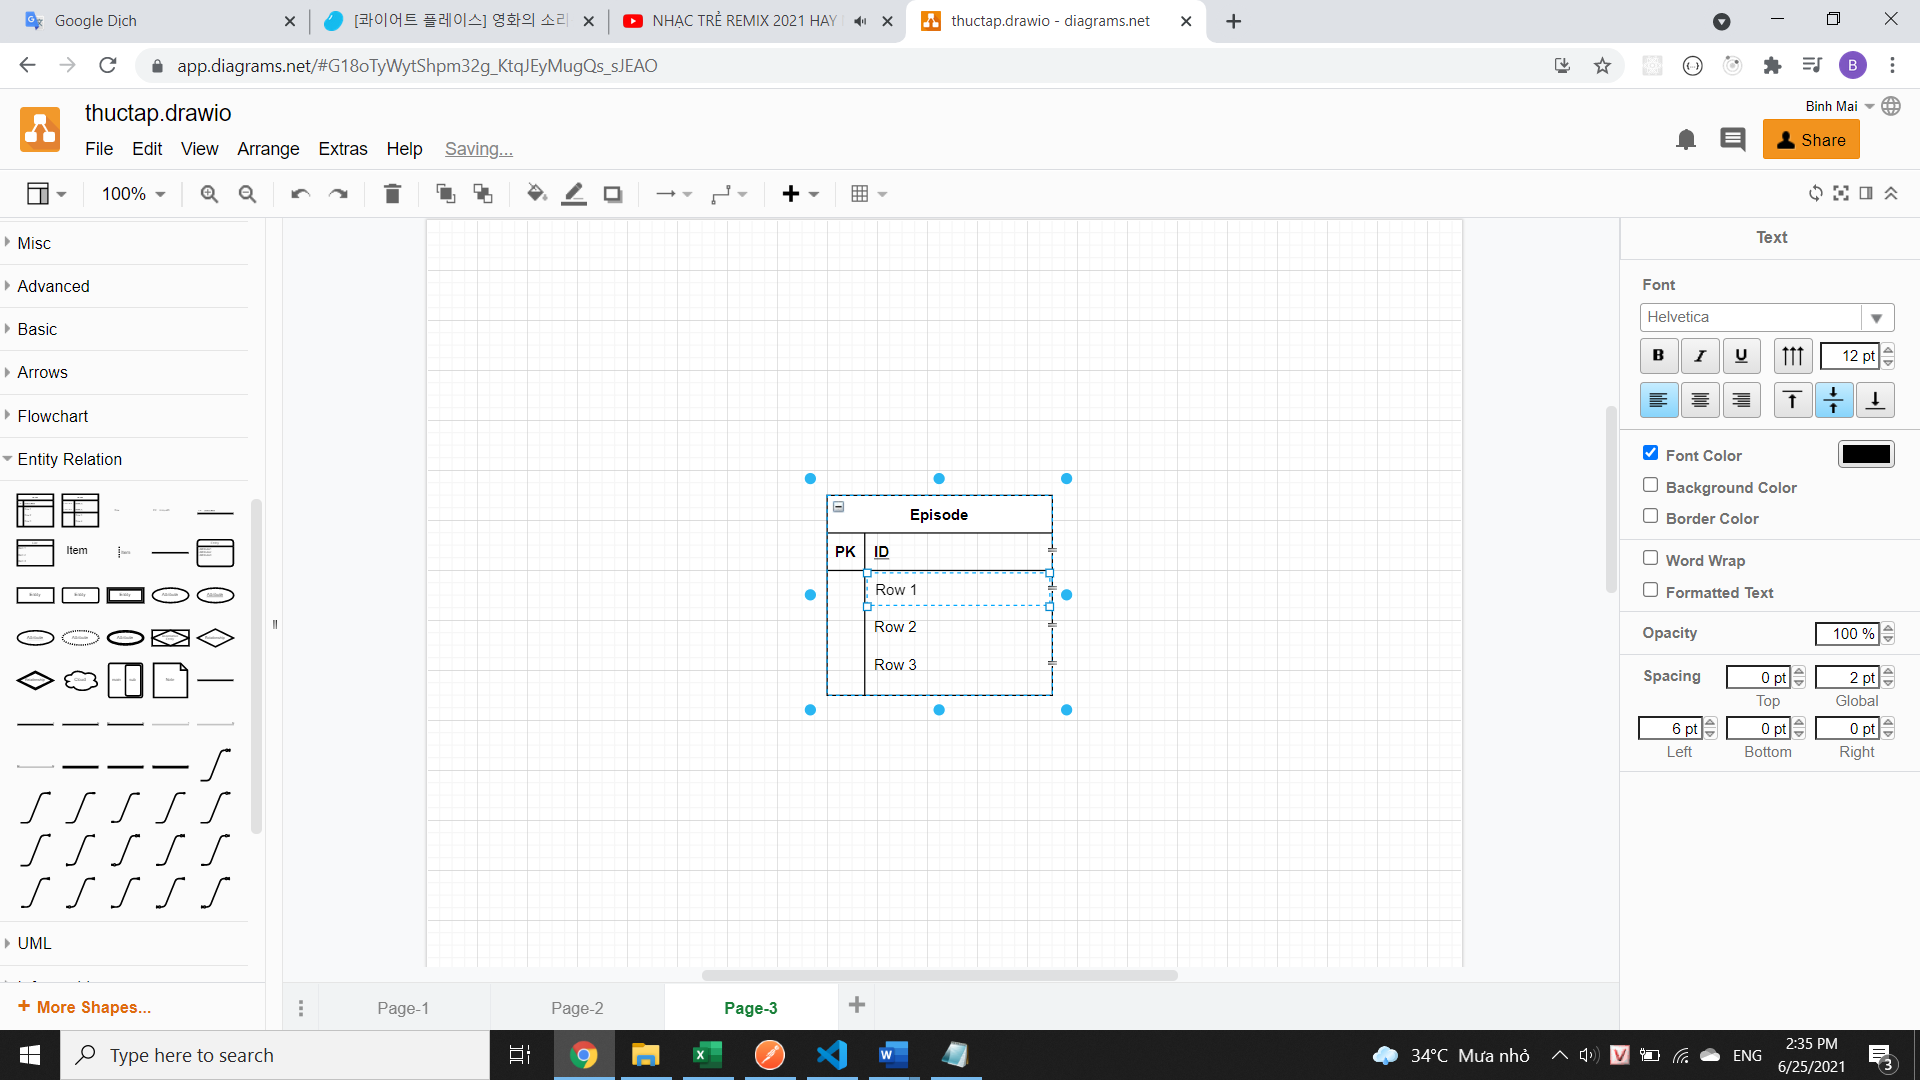 Google Dịch
[콰이어트 플레이스] 영화의 소리
NHẠC TRẺ REMIX 2021 HAY
thuctap.drawio - diagrams.net
app.diagrams.net/#G18oTyWytShpm32g_KtqJEyMugQs_sJEAO
B
thuctap.drawio
Binh Mai
File Edit View Arrange Extras Help Saving...
Share
100%
Misc
Advanced
Basic
Arrows
Flowchart
Entity Relation
Item
UML
More Shapes...
Episode
PK ID
Row 1
Row 2
Row 3
Page-1
Page-2
Page-3
Text
Font
Helvetica
B I U
12 pt
Font Color
Background Color
Border Color
Word Wrap
Formatted Text
Opacity
100 %
Spacing
0 pt
2 pt
Top
Global
6 pt
0 pt
0 pt
Left
Bottom
Right
Type here to search
34°C Mưa nhỏ
ENG
2:35 PM
6/25/2021
3